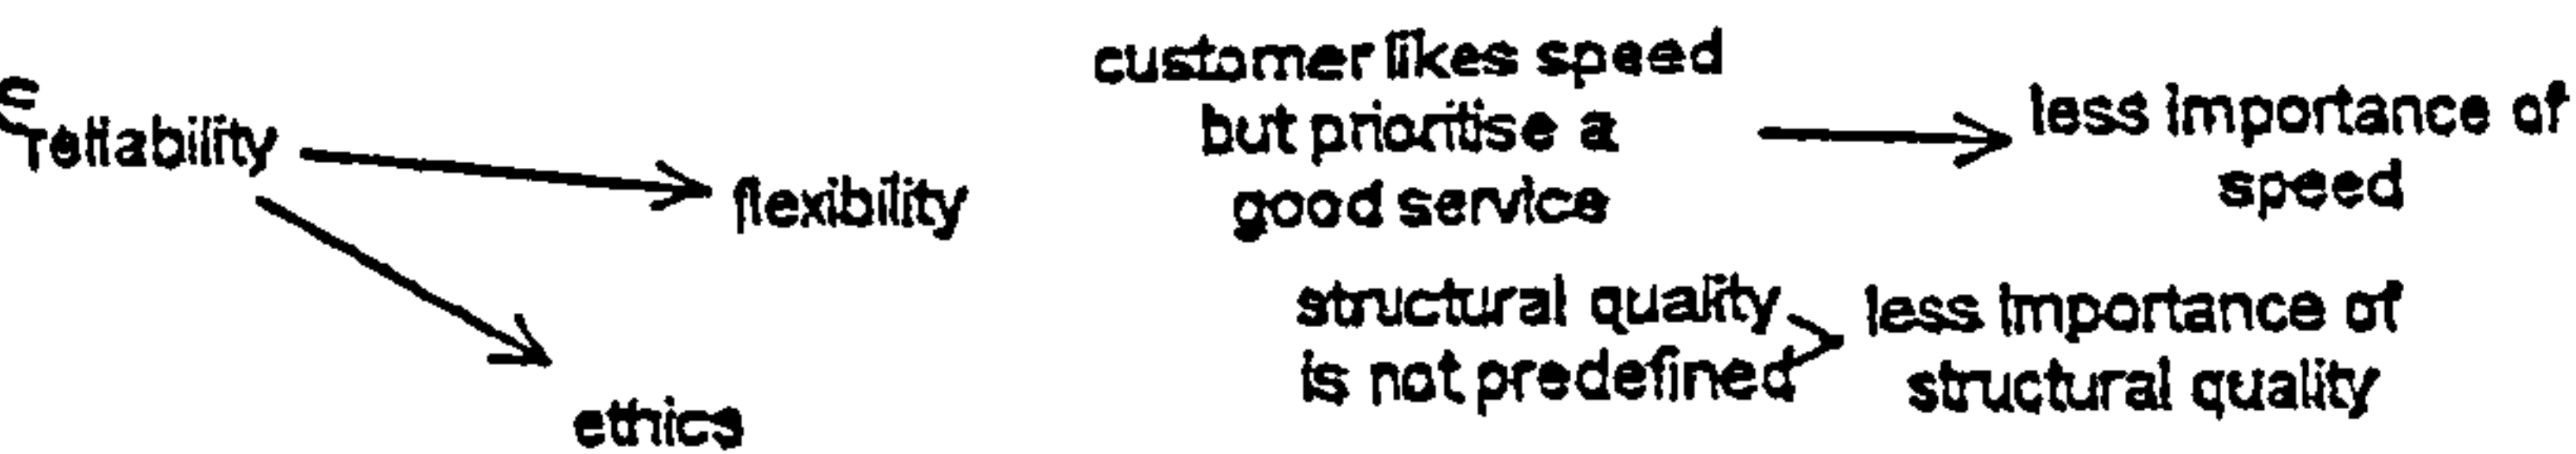 reliability
flexibility
ethics
customer likes speed
but prioritise a
good service
less importance of
speed
structural quality
is not predefined
less importance of
structural quality